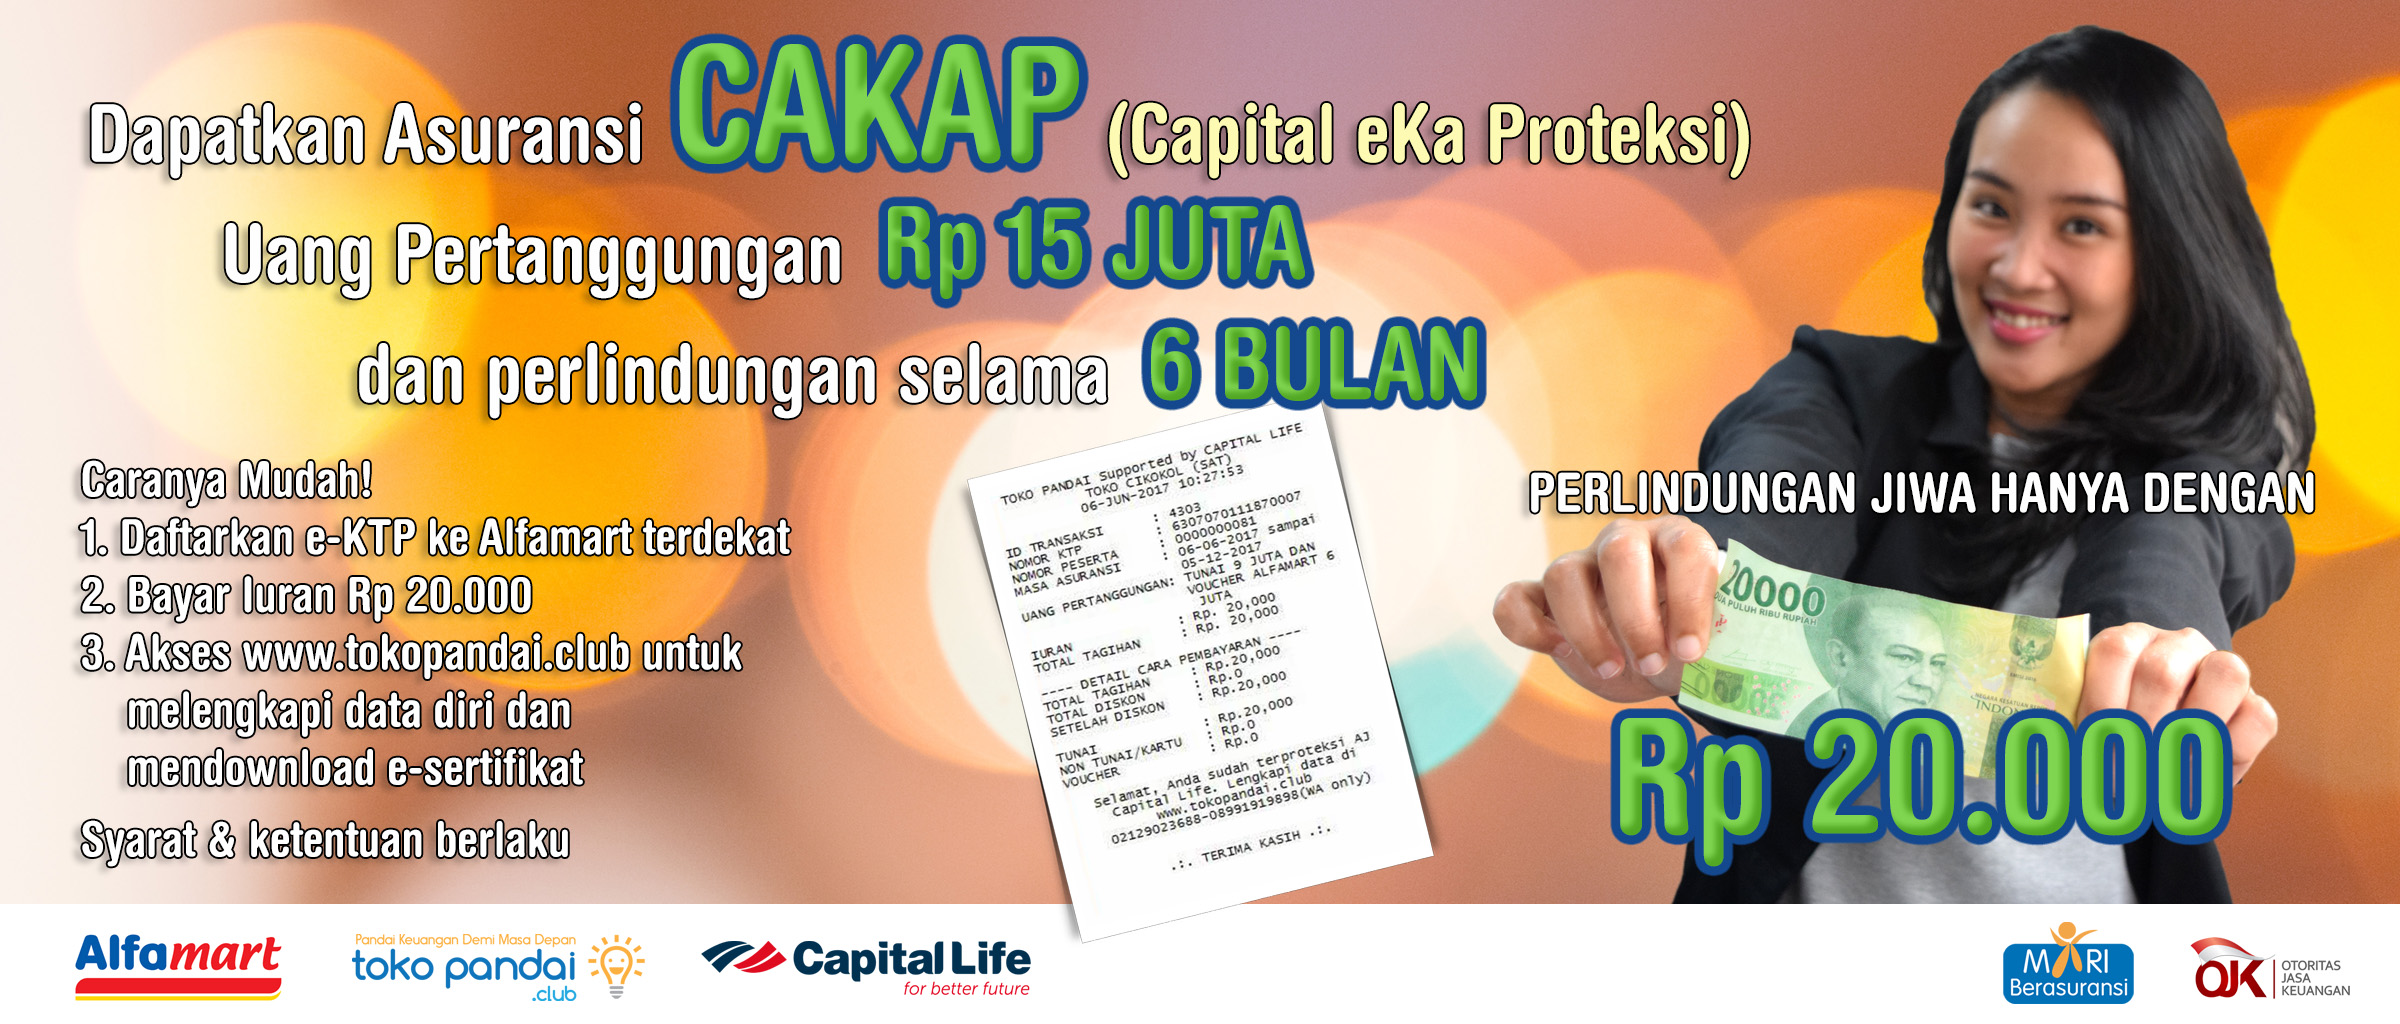 Dapatkan Asuransi CAKAP (Capital eKa Proteksi)
Uang Pertanggungan Rp 15 JUTA
dan perlindungan selama 6 BULAN
Caranya Mudah!
1. Daftarkan e-KTP ke Alfamart terdekat
2. Bayar Iuran Rp 20.000
3. Akses www.tokopandai.club untuk
melengkapi data diri dan
mendownload e-sertifikat
Syarat & ketentuan berlaku
TOKO PANDAI Supported by CAPITAL LIFE
TOKO CIKOKOL (SAT)
06-JUN-2017 10:27:53
ID TRANSAKSI : 4303
NOMOR KTP : 6307070111870007
NOMOR PESERTA : 0000000081
MASA ASURANSI : 06-06-2017 sampai
05-12-2017
UANG PERTANGGUNGAN: TUNAI 9 JUTA DAN
VOUCHER ALFAMART 6
JUTA
IURAN : Rp. 20,000
TOTAL TAGIHAN : Rp. 20,000
---- DETAIL CARA PEMBAYARAN ----
TOTAL TAGIHAN : Rp.20,000
TOTAL DISKON : Rp.0
SETELAH DISKON : Rp.20,000
TUNAI : Rp.20,000
NON TUNAI/KARTU : Rp.0
VOUCHER : Rp.0
Selamat, Anda sudah terproteksi AJ
Capital Life. Lengkapi data di
www.tokopandai.club
02129023688-08991919898(WA only)
.:. TERIMA KASIH .:.
PERLINDUNGAN JIWA HANYA DENGAN
20000
DUA PULUH RIBU RUPIAH
Rp 20.000
Alfamart
Pandai Keuangan Demi Masa Depan
toko pandai
.club
Capital Life
for better future
MARI
Berasuransi
OJK
OTORITAS
JASA
KEUANGAN